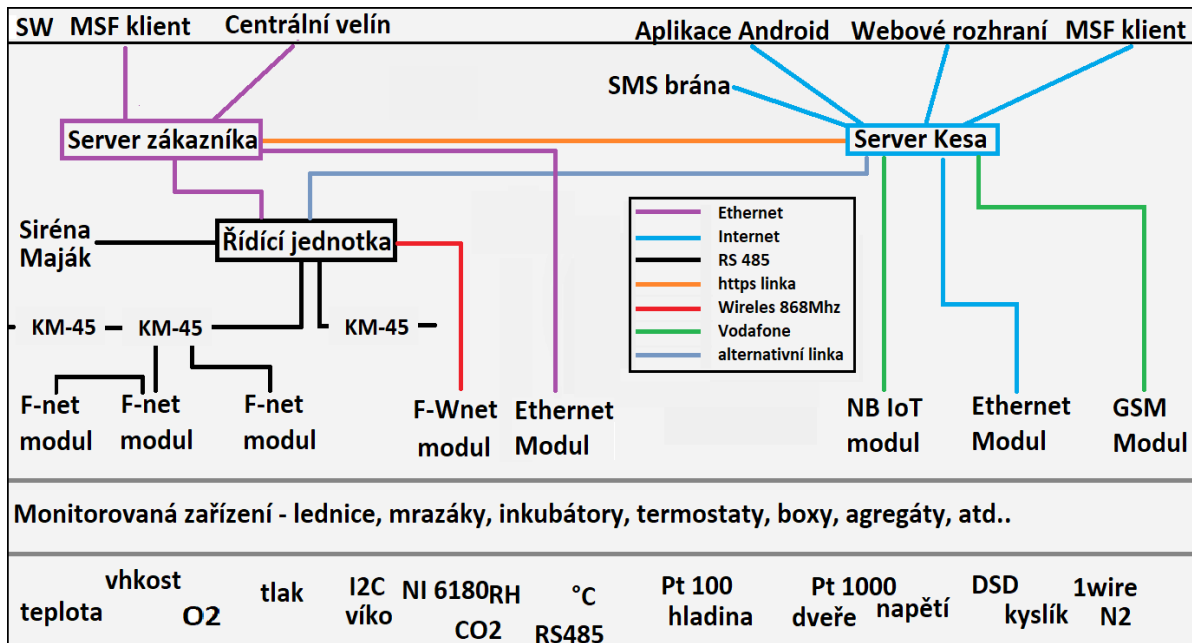 SW MSF klient Centrální velín Aplikace Android Webové rozhraní MSF klient
SMS brána
Server zákazníka Server Kesa
Siréna
Maják
Řídící jednotka
Ethernet
Internet
RS 485
https linka
Wireles 868Mhz
Vodafone
alternativní linka
KM-45 KM-45 KM-45
F-net
modul
F-net
modul
F-net
modul
F-Wnet
modul
Ethernet
Modul
NB IoT
modul
Ethernet
Modul
GSM
Modul
Monitorovaná zařízení - lednice, mrazáky, inkubátory, termostaty, boxy, agregáty, atd..
teplota
vhkost
O2
tlak
I2C
víko
NI 6180
RH
CO2
°C
RS485
Pt 100
hladina
Pt 1000
dveře
napětí
DSD
kyslík
1wire
N2